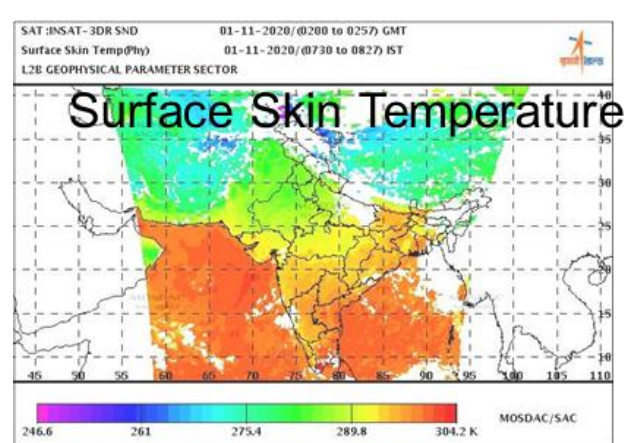 SAT :INSAT-3DR SND 01-11-2020/(0200 to 0257) GMT
Surface Skin Temp(Phy) 01-11-2020/(0730 to 0827) IST
L2B GEOPHYSICAL PARAMETER SECTOR
इसरो isro
Surface Skin Temperature
40
35
30
25
20
15
10
45 50 55 60 65 70 75 80 85 90 95 100 105 110
246.6 261 275.4 289.8 304.2 K
MOSDAC/SAC